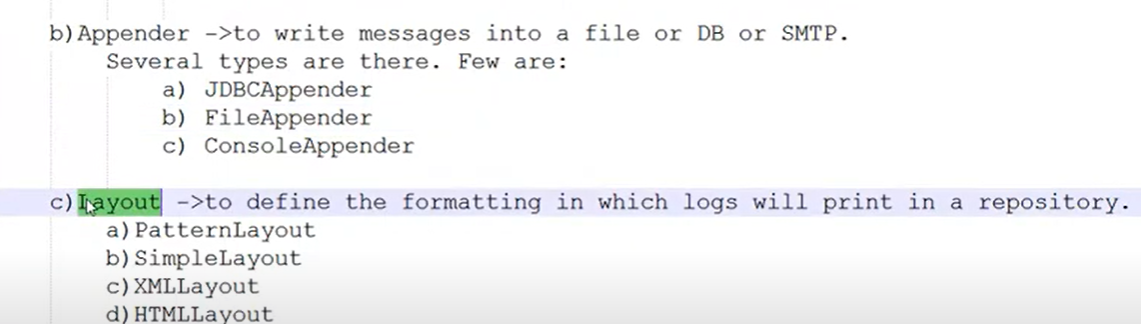 b)Appender ->to write messages into a file or DB or SMTP.
Several types are there. Few are:
a) JDBCAppender
b) FileAppender
c) ConsoleAppender
c)Layout ->to define the formatting in which logs will print in a repository.
a)PatternLayout
b)SimpleLayout
c)XMLLayout
d)HTMLLayout